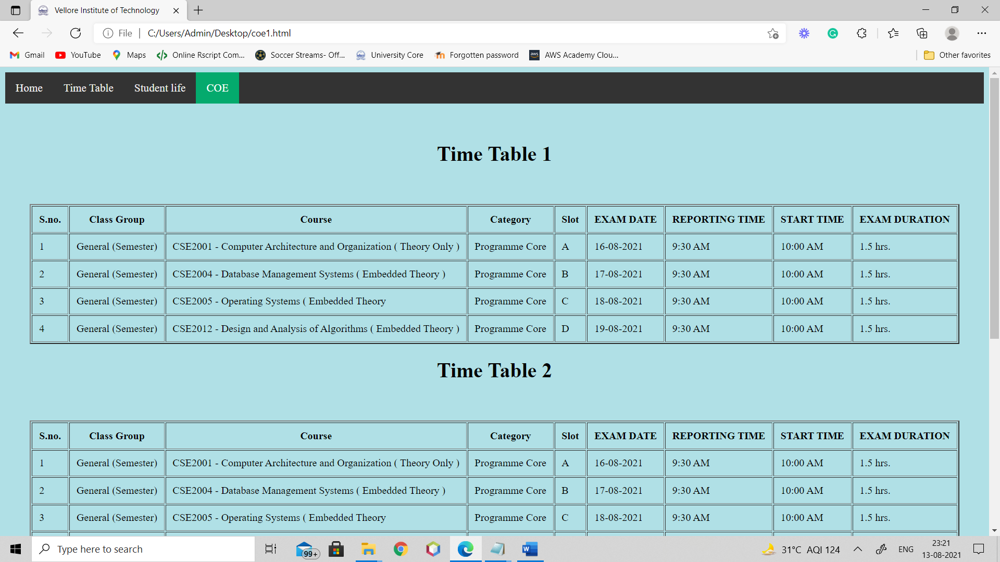 Vellore Institute of Technology
File | C:/Users/Admin/Desktop/coe1.html
Gmail YouTube Maps Online Rscript Com... Soccer Streams- Off... University Core Forgotten password AWS Academy Clou... Other favorites
Home Time Table Student life COE
Time Table 1
S.no. Class Group Course Category Slot EXAM DATE REPORTING TIME START TIME EXAM DURATION
1 General (Semester) CSE2001 - Computer Architecture and Organization ( Theory Only ) Programme Core A 16-08-2021 9:30 AM 10:00 AM 1.5 hrs.
2 General (Semester) CSE2004 - Database Management Systems ( Embedded Theory ) Programme Core B 17-08-2021 9:30 AM 10:00 AM 1.5 hrs.
3 General (Semester) CSE2005 - Operating Systems ( Embedded Theory Programme Core C 18-08-2021 9:30 AM 10:00 AM 1.5 hrs.
4 General (Semester) CSE2012 - Design and Analysis of Algorithms ( Embedded Theory ) Programme Core D 19-08-2021 9:30 AM 10:00 AM 1.5 hrs.
Time Table 2
S.no. Class Group Course Category Slot EXAM DATE REPORTING TIME START TIME EXAM DURATION
1 General (Semester) CSE2001 - Computer Architecture and Organization ( Theory Only ) Programme Core A 16-08-2021 9:30 AM 10:00 AM 1.5 hrs.
2 General (Semester) CSE2004 - Database Management Systems ( Embedded Theory ) Programme Core B 17-08-2021 9:30 AM 10:00 AM 1.5 hrs.
3 General (Semester) CSE2005 - Operating Systems ( Embedded Theory Programme Core C 18-08-2021 9:30 AM 10:00 AM 1.5 hrs.
Type here to search 99+ 31°C AQI 124 ENG 23:21
13-08-2021